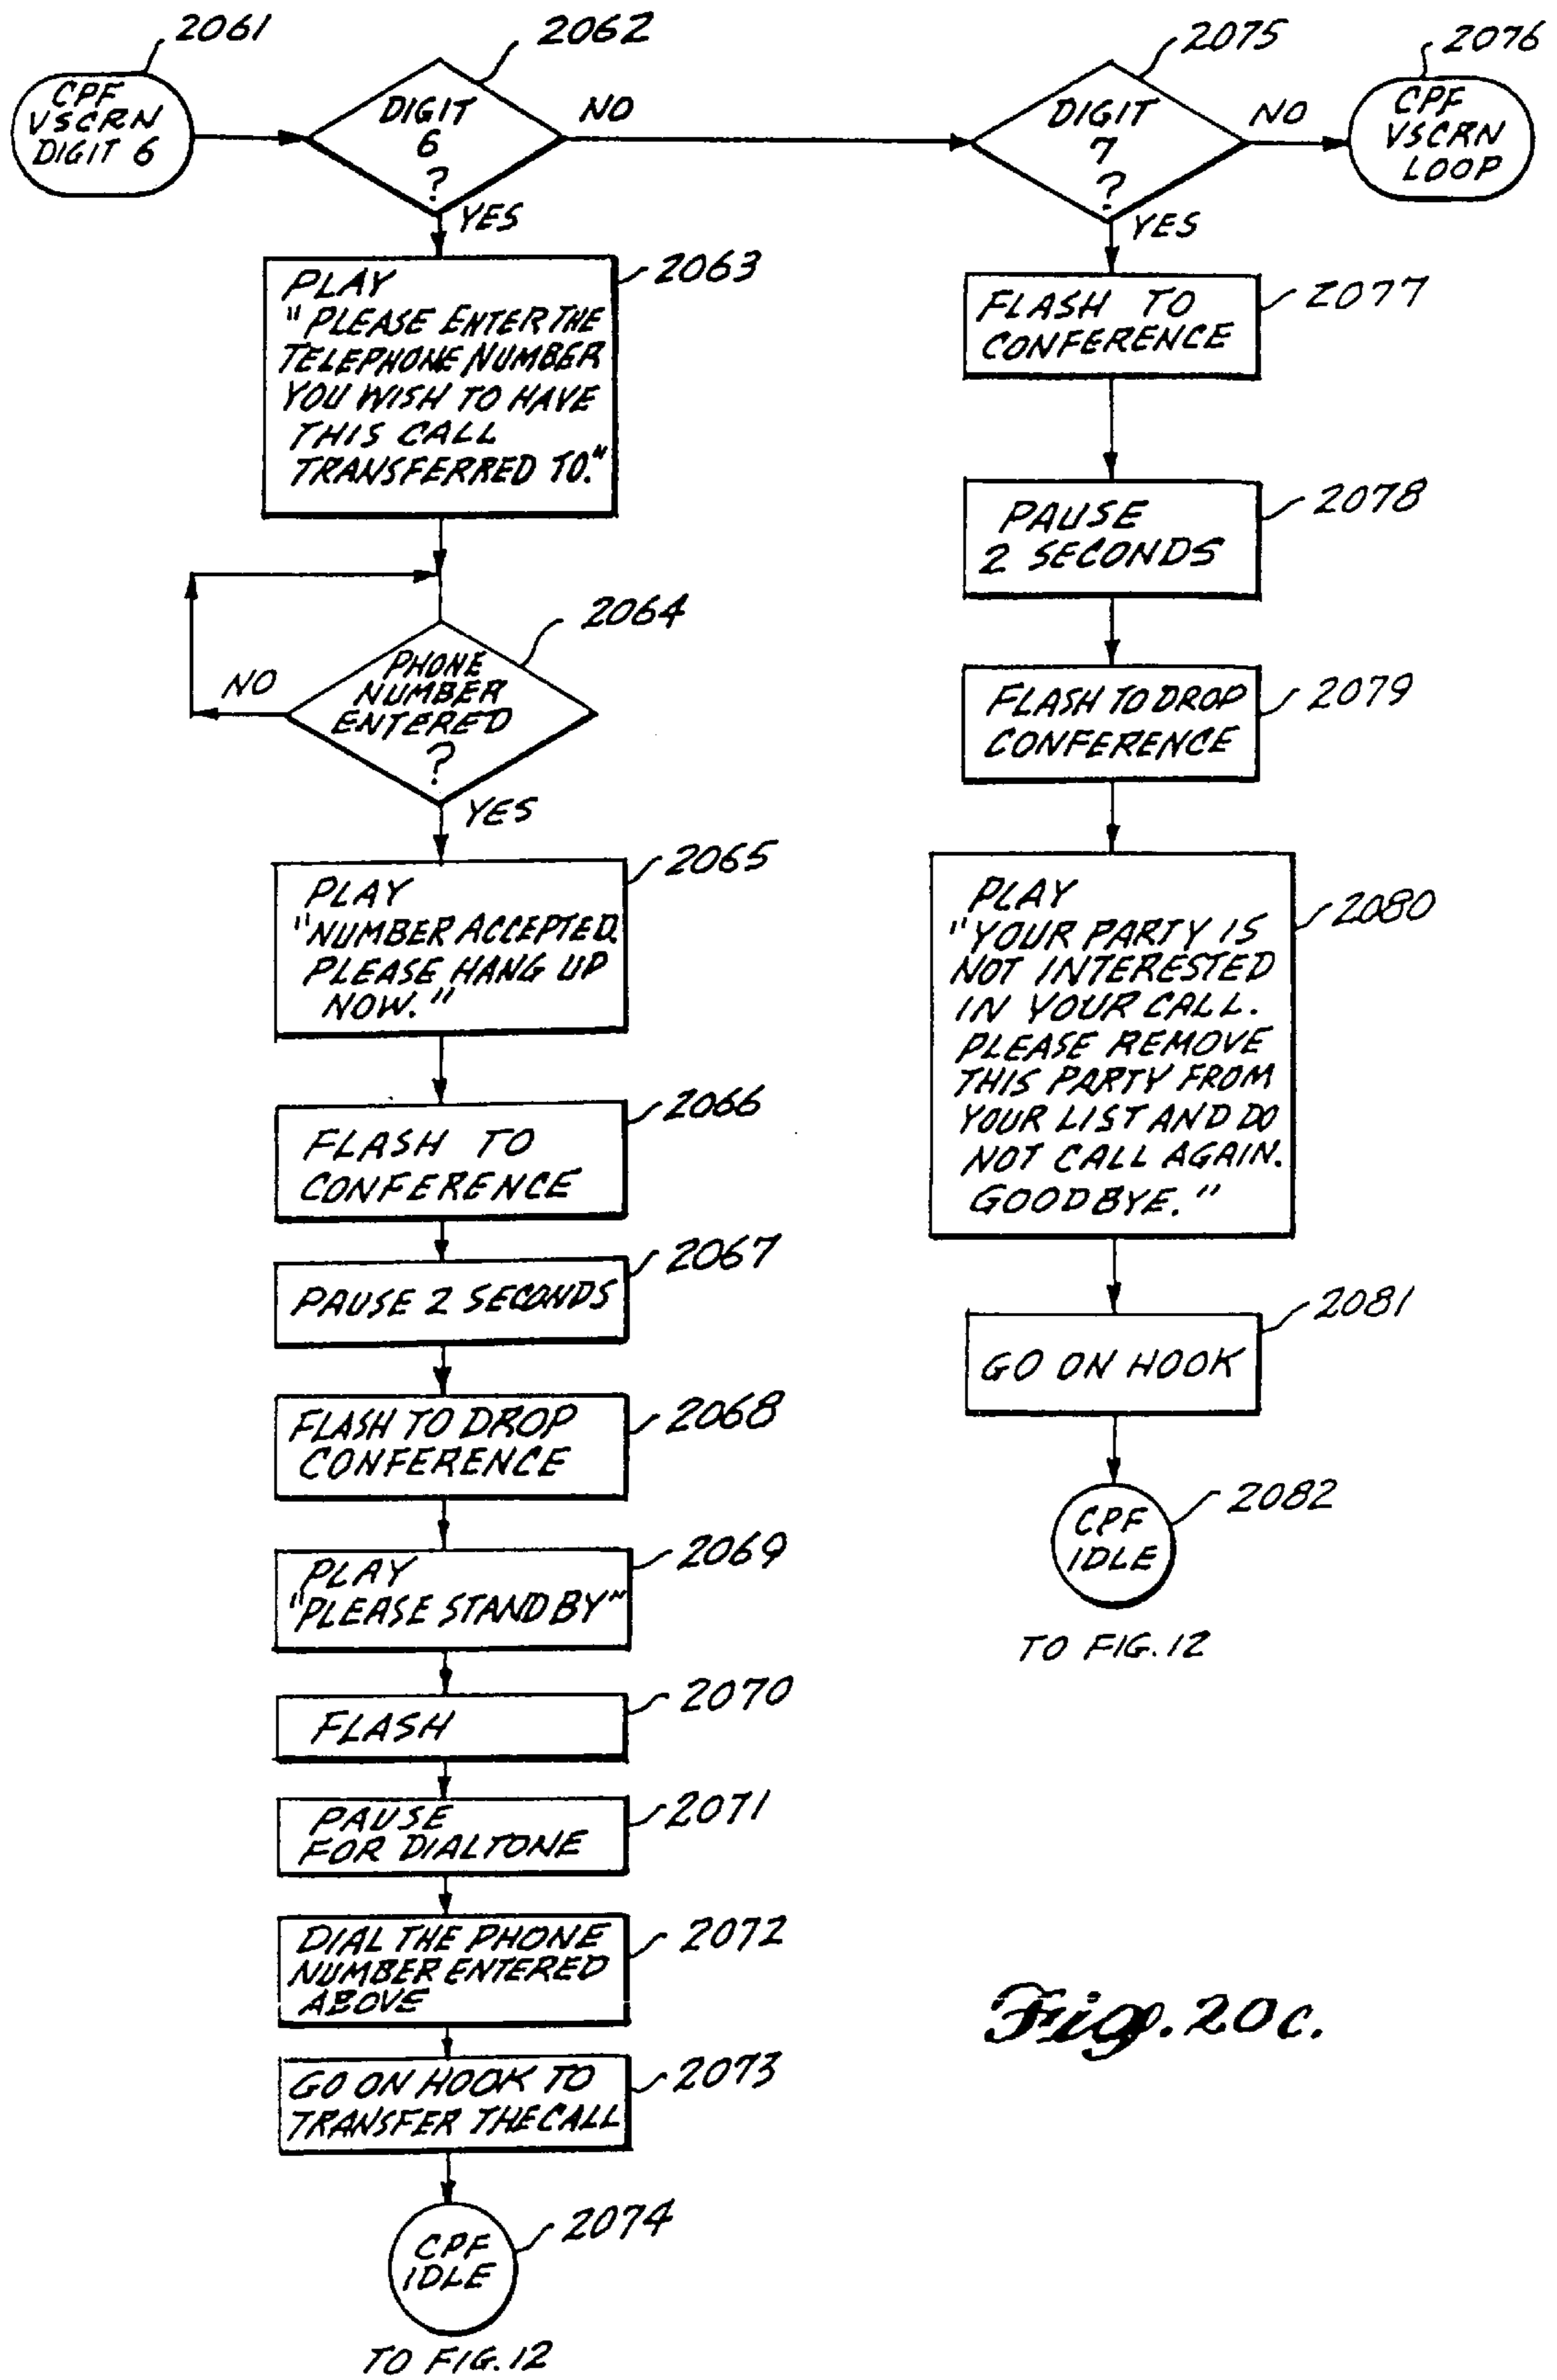 2061
CPF
VSCRN
DIGIT 6
2062
DIGIT
6
?
NO
YES
2075
DIGIT
7
?
NO
YES
2076
CPF
VSCRN
LOOP
2063
PLAY
"PLEASE ENTER THE
TELEPHONE NUMBER
YOU WISH TO HAVE
THIS CALL
TRANSFERRED TO."
2064
PHONE
NUMBER
ENTERED
?
NO
YES
2065
PLAY
"NUMBER ACCEPTED.
PLEASE HANG UP
NOW."
2066
FLASH TO
CONFERENCE
2067
PAUSE 2 SECONDS
2068
FLASH TO DROP
CONFERENCE
2069
PLAY
"PLEASE STAND BY"
2070
FLASH
2071
PAUSE
FOR DIALTONE
2072
DIAL THE PHONE
NUMBER ENTERED
ABOVE
2073
GO ON HOOK TO
TRANSFER THE CALL
2074
CPF
IDLE
TO FIG. 12
2077
FLASH TO
CONFERENCE
2078
PAUSE
2 SECONDS
2079
FLASH TO DROP
CONFERENCE
2080
PLAY
"YOUR PARTY IS
NOT INTERESTED
IN YOUR CALL.
PLEASE REMOVE
THIS PARTY FROM
YOUR LIST AND DO
NOT CALL AGAIN.
GOODBYE."
2081
GO ON HOOK
2082
CPF
IDLE
TO FIG. 12
Fig. 20c.